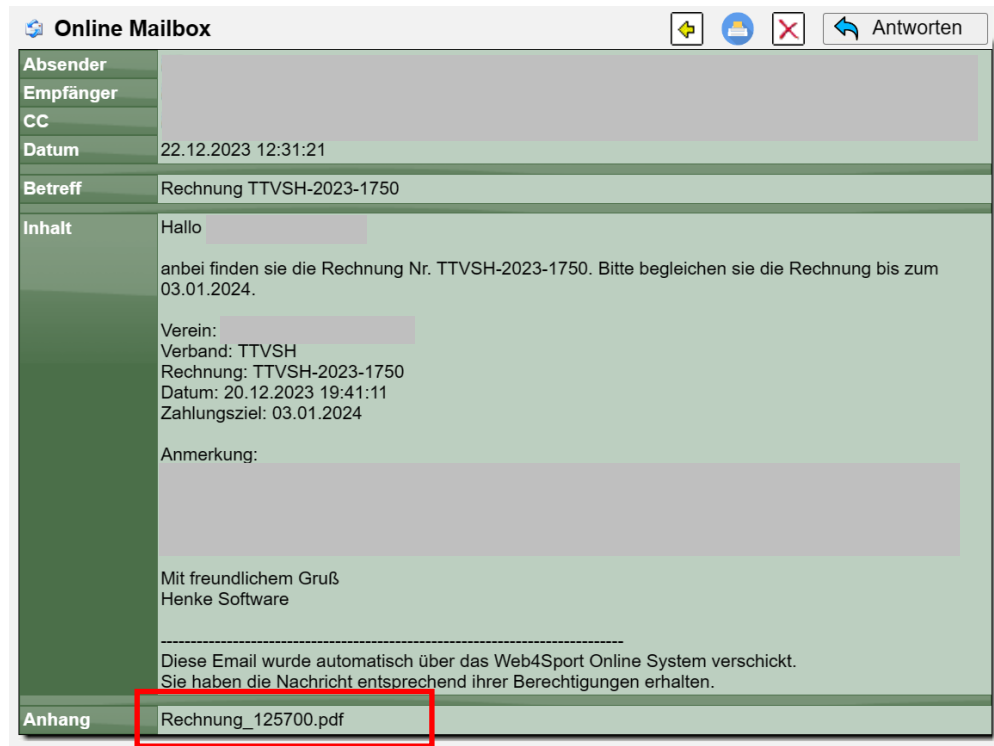 Online Mailbox
Antworten
Absender
Empfänger
CC
Datum 22.12.2023 12:31:21
Betreff Rechnung TTVSH-2023-1750
Inhalt Hallo
anbei finden sie die Rechnung Nr. TTVSH-2023-1750. Bitte begleichen sie die Rechnung bis zum
03.01.2024.
Verein:
Verband: TTVSH
Rechnung: TTVSH-2023-1750
Datum: 20.12.2023 19:41:11
Zahlungsziel: 03.01.2024
Anmerkung:
Mit freundlichem Gruß
Henke Software
-----------------------------------------------------------------------------
Diese Email wurde automatisch über das Web4Sport Online System verschickt.
Sie haben die Nachricht entsprechend ihrer Berechtigungen erhalten.
Anhang Rechnung_125700.pdf